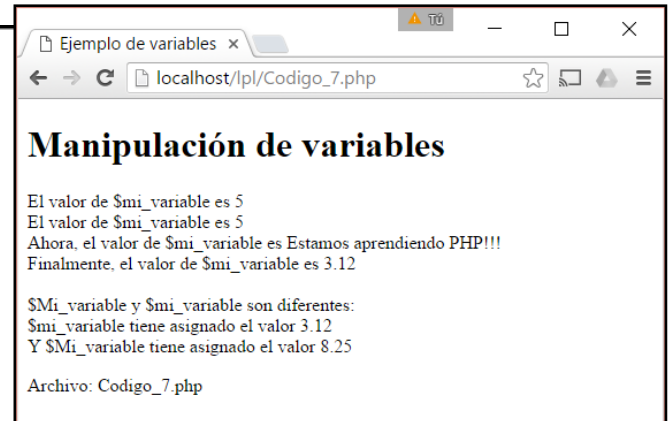 Tú
Ejemplo de variables
localhost/lpl/Codigo_7.php
Manipulación de variables
El valor de $mi_variable es 5
El valor de $mi_variable es 5
Ahora, el valor de $mi_variable es Estamos aprendiendo PHP!!!
Finalmente, el valor de $mi_variable es 3.12
$Mi_variable y $mi_variable son diferentes:
$mi_variable tiene asignado el valor 3.12
Y $Mi_variable tiene asignado el valor 8.25
Archivo: Codigo_7.php